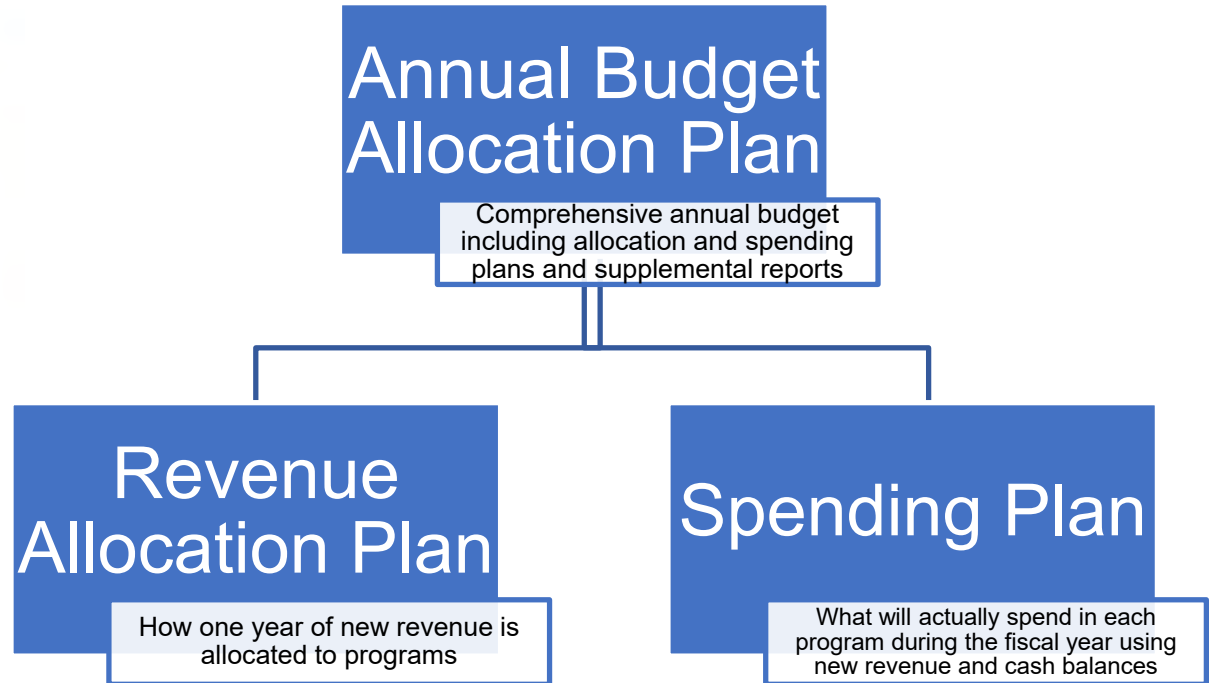 Annual Budget
Allocation Plan
Comprehensive annual budget
including allocation and spending
plans and supplemental reports
Revenue
Allocation Plan
How one year of new revenue is
allocated to programs
Spending Plan
What will actually spend in each
program during the fiscal year using
new revenue and cash balances